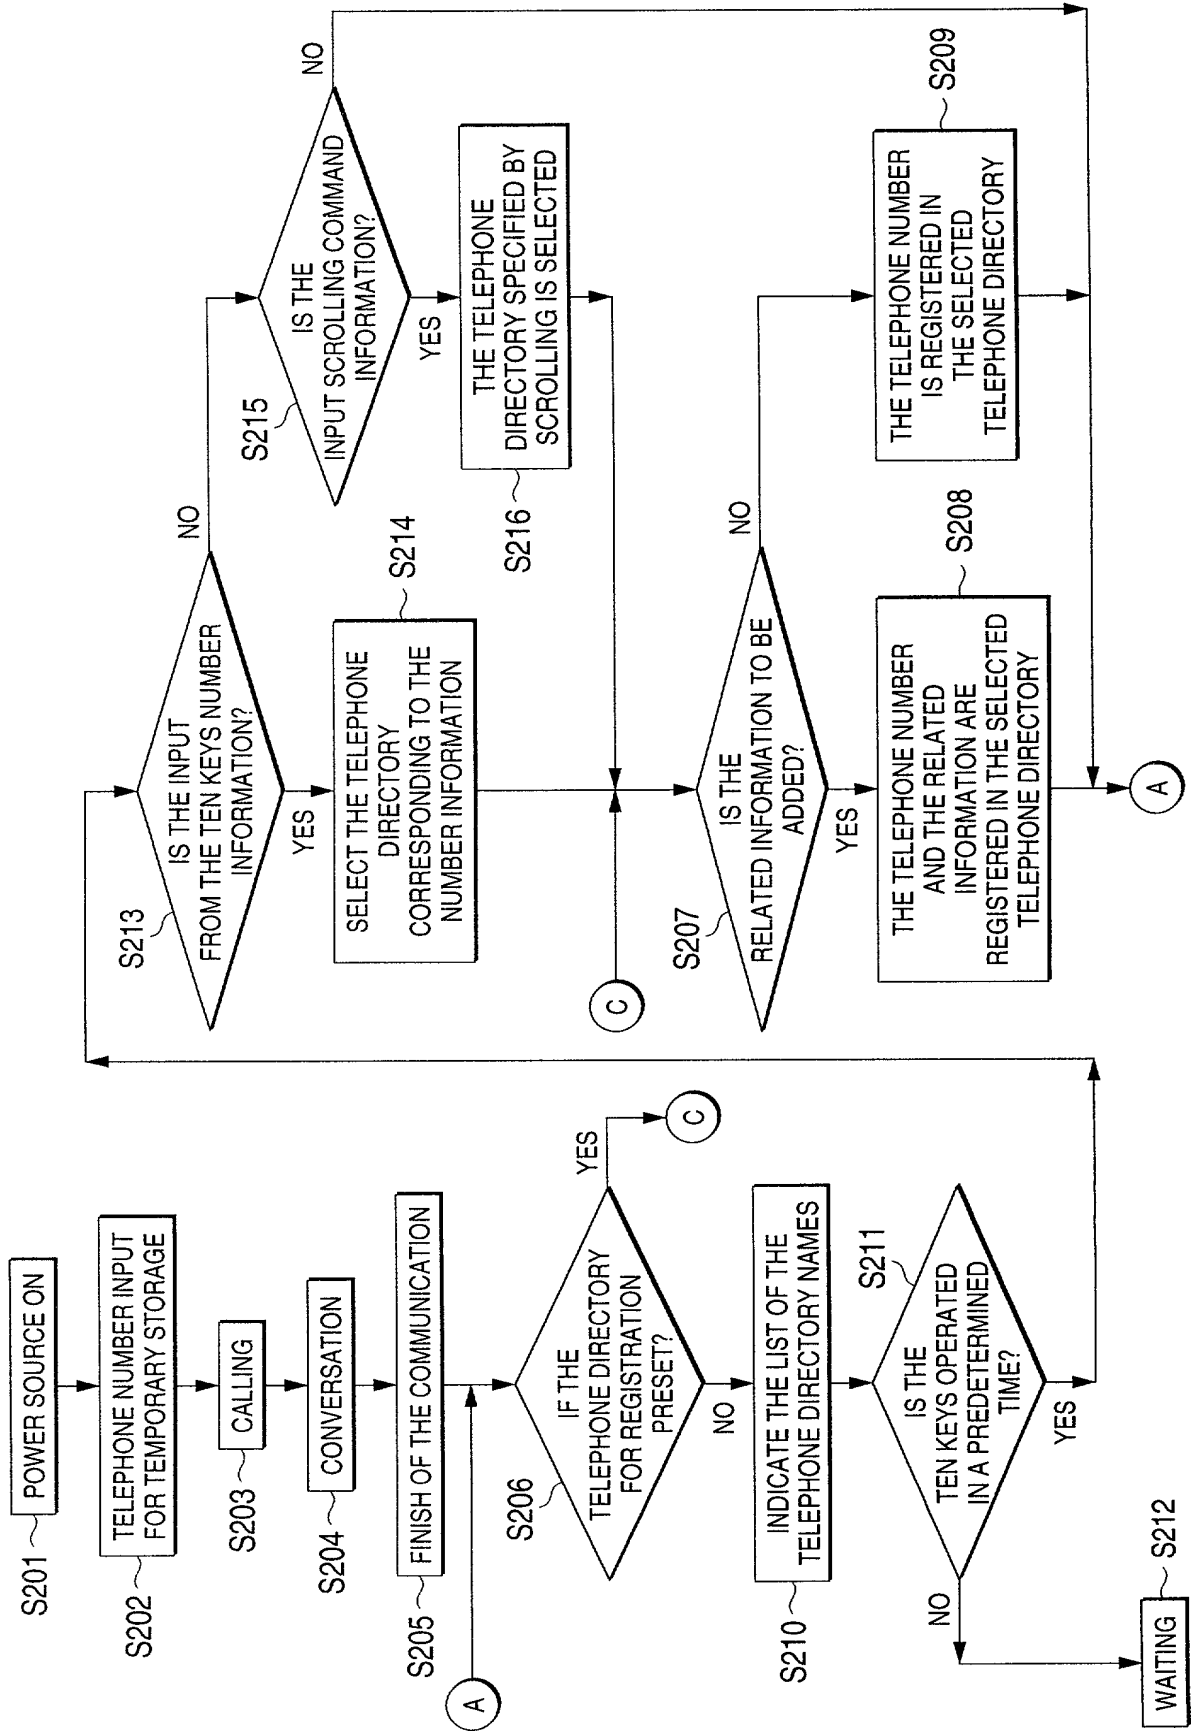 S201
POWER SOURCE ON
S202
TELEPHONE NUMBER INPUT
FOR TEMPORARY STORAGE
S203
CALLING
S204
CONVERSATION
S205
FINISH OF THE COMMUNICATION
A
S206
IF THE
TELEPHONE DIRECTORY
FOR REGISTRATION
PRESET?
YES
C
NO
S210
INDICATE THE LIST OF THE
TELEPHONE DIRECTORY NAMES
S211
IS THE
TEN KEYS OPERATED
IN A PREDETERMINED
TIME?
NO
YES
S212
WAITING
S213
IS THE INPUT
FROM THE TEN KEYS NUMBER
INFORMATION?
NO
YES
S214
SELECT THE TELEPHONE
DIRECTORY
CORRESPONDING TO THE
NUMBER INFORMATION
S215
IS THE
INPUT SCROLLING COMMAND
INFORMATION?
NO
YES
S216
THE TELEPHONE
DIRECTORY SPECIFIED BY
SCROLLING IS SELECTED
C
S207
IS THE
RELATED INFORMATION TO BE
ADDED?
NO
YES
S208
THE TELEPHONE NUMBER
AND THE RELATED
INFORMATION ARE
REGISTERED IN THE SELECTED
TELEPHONE DIRECTORY
S209
THE TELEPHONE NUMBER
IS REGISTERED IN
THE SELECTED
TELEPHONE DIRECTORY
A